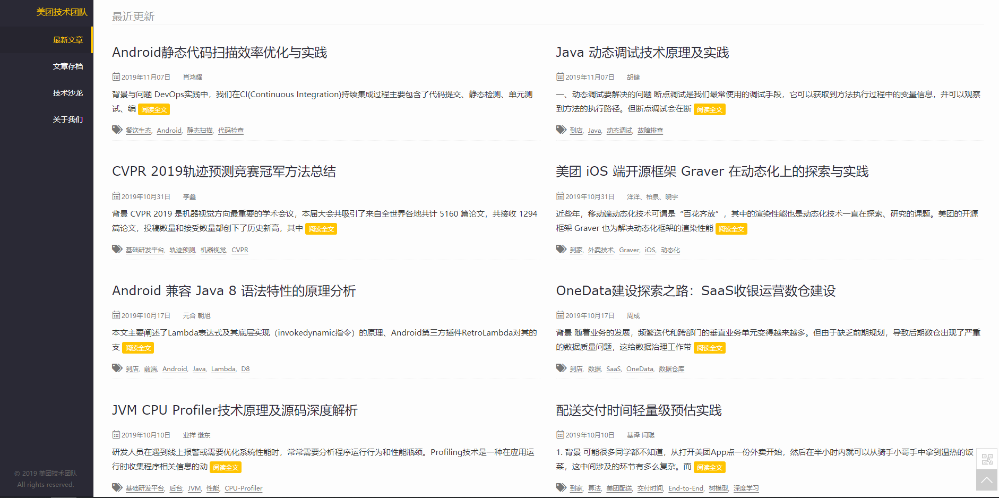 美团技术团队
最新文章
文章存档
技术沙龙
关于我们
© 2019 美团技术团队
All rights reserved.
最近更新
Android静态代码扫描效率优化与实践
2019年11月07日 肖鸿耀
背景与问题 DevOps实践中，我们在CI(Continuous Integration)持续集成过程主要包含了代码提交、静态检测、单元测
试、编 阅读全文
餐饮生态, Android, 静态扫描, 代码检查
Java 动态调试技术原理及实践
2019年11月07日 胡健
一、动态调试要解决的问题 断点调试是我们最常使用的调试手段，它可以获取到方法执行过程中的变量信息，并可以观察
到方法的执行路径。但断点调试会在断 阅读全文
到店, Java, 动态调试, 故障排查
CVPR 2019轨迹预测竞赛冠军方法总结
2019年10月31日 李鑫
背景 CVPR 2019 是机器视觉方向最重要的学术会议，本届大会共吸引了来自全世界各地共计 5160 篇论文，共接收 1294
篇论文，投稿数量和接受数量都创下了历史新高，其中 阅读全文
基础研发平台, 轨迹预测, 机器视觉, CVPR
美团 iOS 端开源框架 Graver 在动态化上的探索与实践
2019年10月31日 洋洋、柏泉、晓宇
近些年，移动端动态化技术可谓是“百花齐放”，其中的渲染性能也是动态化技术一直在探索、研究的课题。美团的开源
框架 Graver 也为解决动态化框架的渲染性能 阅读全文
到家, 外卖技术, Graver, iOS, 动态化
Android 兼容 Java 8 语法特性的原理分析
2019年10月17日 元合 朝旭
本文主要阐述了Lambda表达式及其底层实现（invokedynamic指令）的原理、Android第三方插件RetroLambda对其的
支 阅读全文
到店, 前端, Android, Java, Lambda, D8
OneData建设探索之路：SaaS收银运营数仓建设
2019年10月17日 周成
背景 随着业务的发展，频繁迭代和跨部门的垂直业务单元变得越来越多。但由于缺乏前期规划，导致后期数仓出现了严重
的数据质量问题，这给数据治理工作带 阅读全文
到店, 数据, SaaS, OneData, 数据仓库
JVM CPU Profiler技术原理及源码深度解析
2019年10月10日 业祥 继东
研发人员在遇到线上报警或需要优化系统性能时，常常需要分析程序运行行为和性能瓶颈。Profiling技术是一种在应用运
行时收集程序相关信息的动 阅读全文
基础研发平台, 后台, JVM, 性能, CPU-Profiler
配送交付时间轻量级预估实践
2019年10月10日 基泽 闫聪
1. 背景 可能很多同学都不知道，从打开美团App点一份外卖开始，然后在半小时内就可以从骑手小哥手中拿到温热的饭
菜，这中间涉及的环节有多么复杂。而 阅读全文
到家, 算法, 美团配送, 交付时间, End-to-End, 树模型, 深度学习